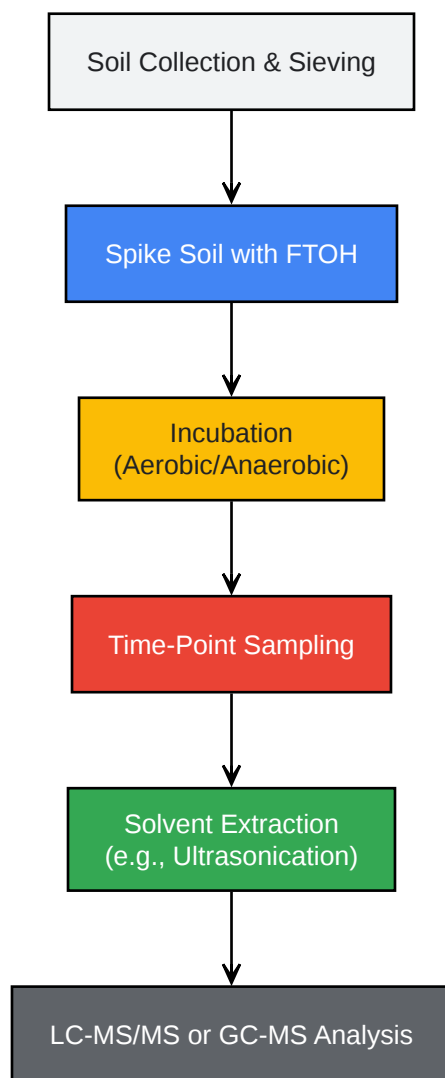 Soil Collection & Sieving
Spike Soil with FTOH
Incubation
(Aerobic/Anaerobic)
Time-Point Sampling
Solvent Extraction
(e.g., Ultrasonication)
LC-MS/MS or GC-MS Analysis